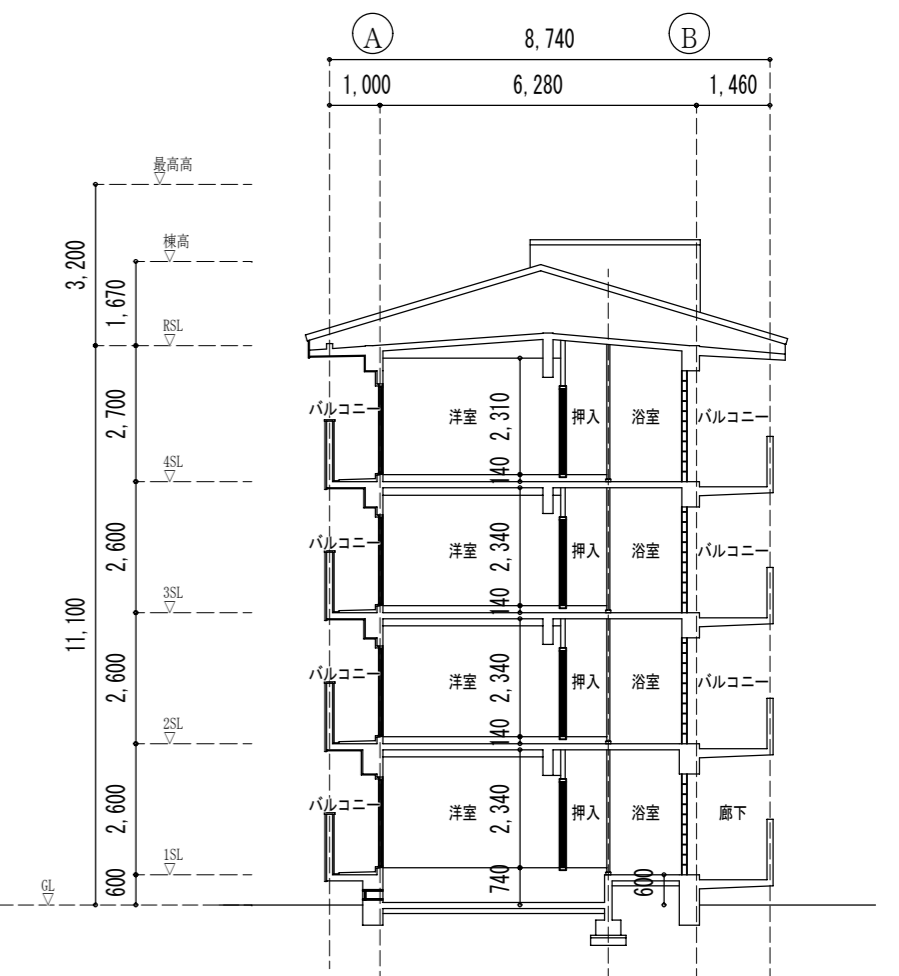 A
B
8,740
1,000
6,280
1,460
最高高
3,200
棟高
1,670
RSL
バルコニー
洋室
2,310
押入
浴室
バルコニー
2,700
140
4SL
バルコニー
洋室
2,340
押入
浴室
バルコニー
2,600
140
3SL
11,100
バルコニー
洋室
2,340
押入
浴室
バルコニー
2,600
140
2SL
バルコニー
洋室
2,340
押入
浴室
廊下
2,600
1SL
600
740
600
GL